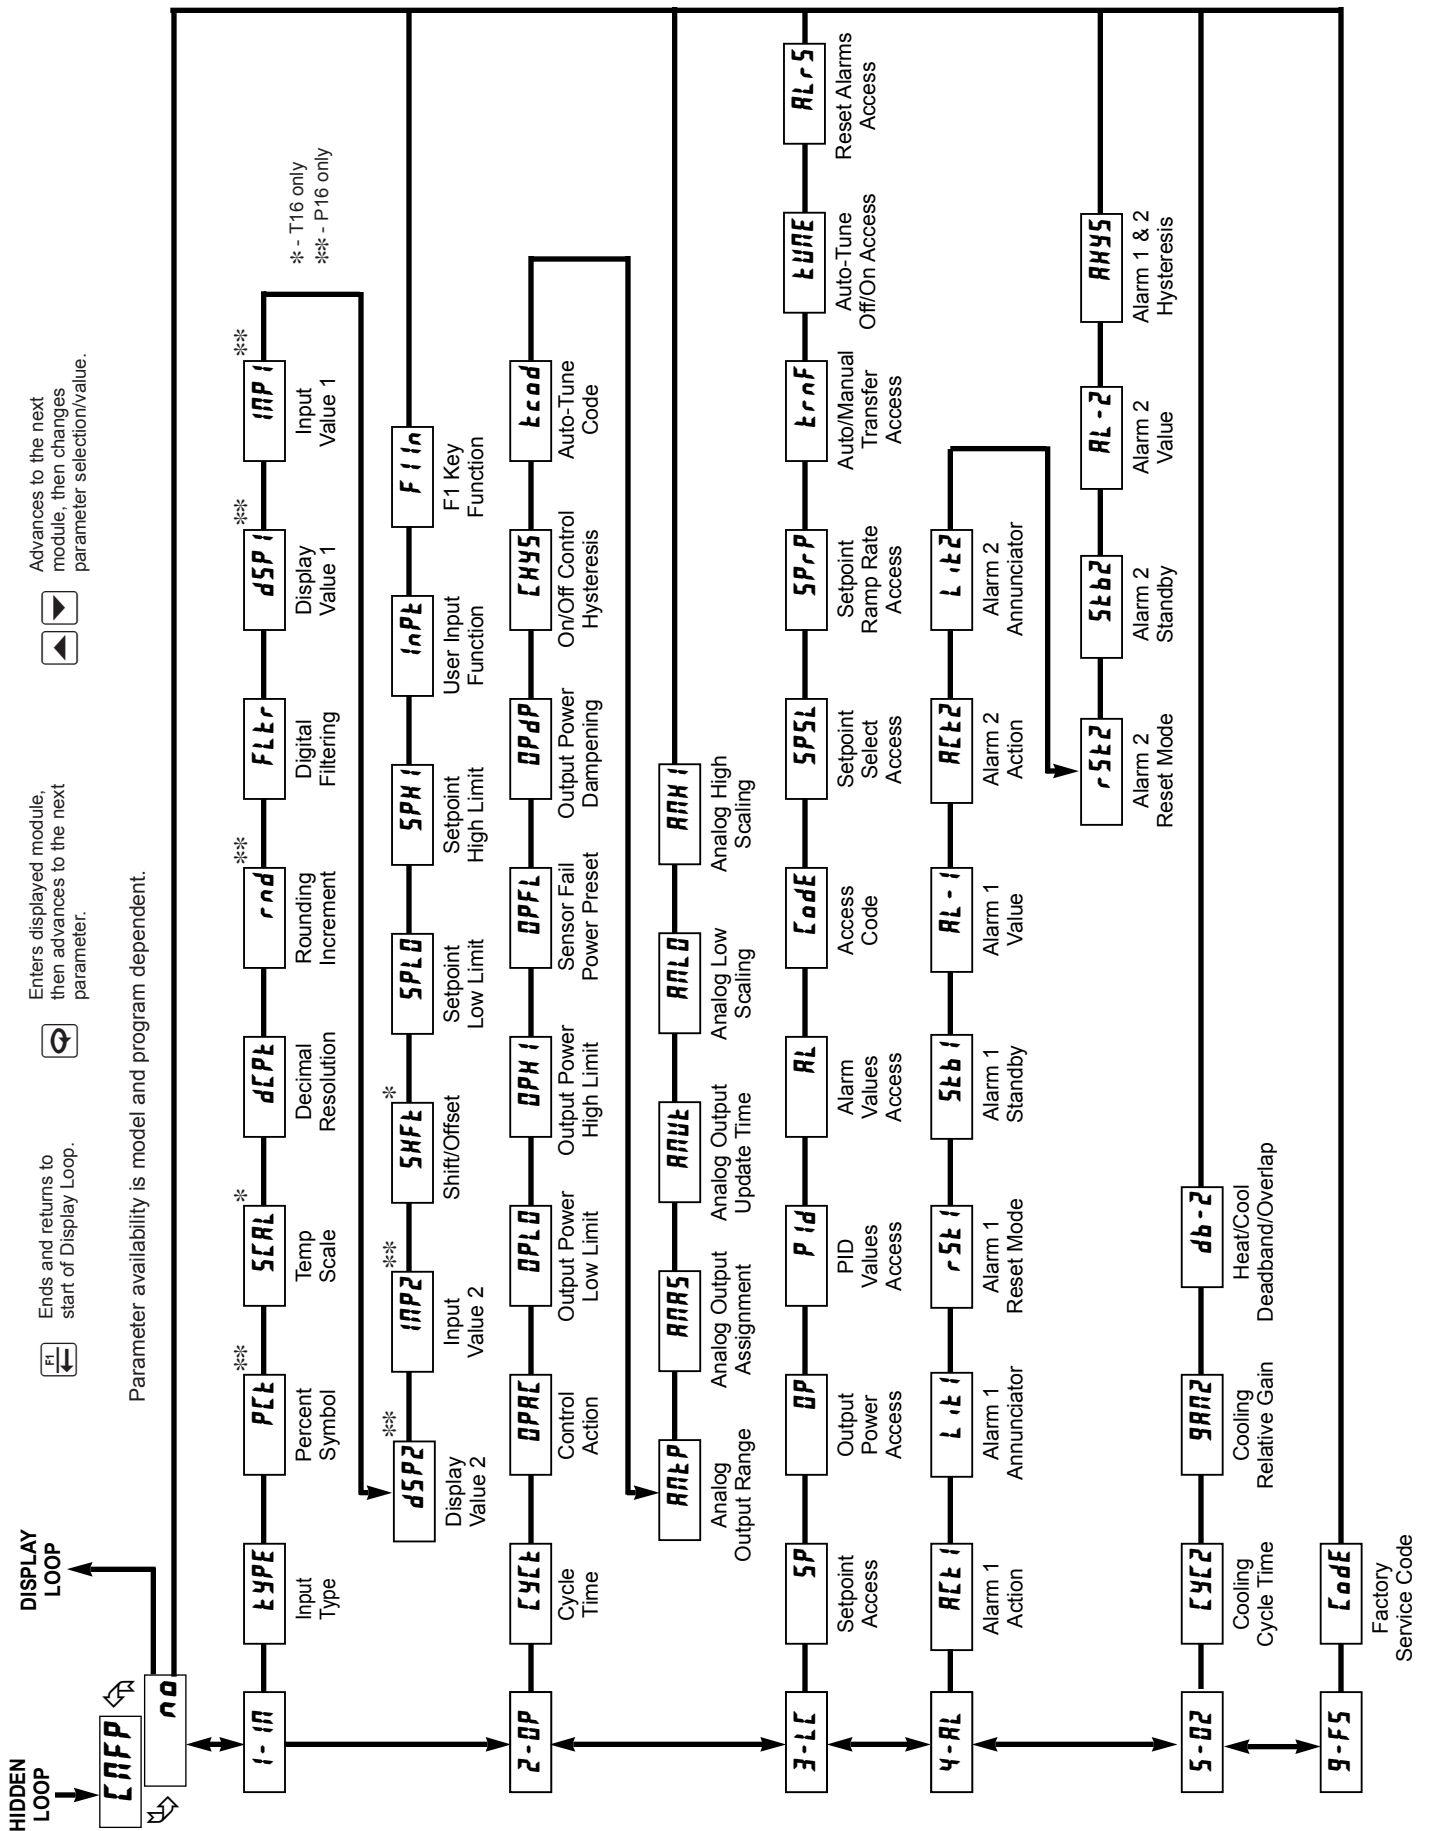 HIDDEN
LOOP
DISPLAY
LOOP
CNFP
no
F1
Ends and returns to
start of Display Loop.
Enters displayed module,
then advances to the next
parameter.
Advances to the next
module, then changes
parameter selection/value.
Parameter availability is model and program dependent.
* - T16 only
** - P16 only
1-IN
tYPE
Input
Type
PCt
**
Percent
Symbol
SCAL
*
Temp
Scale
dCPt
Decimal
Resolution
rnd
**
Rounding
Increment
FLtr
Digital
Filtering
dSP1
**
Display
Value 1
INP1
**
Input
Value 1
dSP2
**
Display
Value 2
INP2
**
Input
Value 2
SHFt
*
Shift/Offset
SPLO
Setpoint
Low Limit
SPHI
Setpoint
High Limit
InPt
User Input
Function
F1In
F1 Key
Function
2-OP
CYCt
Cycle
Time
OPAC
Control
Action
OPLO
Output Power
Low Limit
OPHI
Output Power
High Limit
OPFL
Sensor Fail
Power Preset
OPdP
Output Power
Dampening
CHYS
On/Off Control
Hysteresis
tcod
Auto-Tune
Code
ANtP
Analog
Output Range
ANAS
Analog Output
Assignment
ANUt
Analog Output
Update Time
ANLO
Analog Low
Scaling
ANHI
Analog High
Scaling
3-LC
SP
Setpoint
Access
OP
Output
Power
Access
PId
PID
Values
Access
AL
Alarm
Values
Access
CodE
Access
Code
SPSL
Setpoint
Select
Access
SPrP
Setpoint
Ramp Rate
Access
trnF
Auto/Manual
Transfer
Access
tUNE
Auto-Tune
Off/On Access
ALrS
Reset Alarms
Access
4-AL
ACt1
Alarm 1
Action
Lit1
Alarm 1
Annunciator
rSt1
Alarm 1
Reset Mode
Stb1
Alarm 1
Standby
AL-1
Alarm 1
Value
ACt2
Alarm 2
Action
Lit2
Alarm 2
Annunciator
rSt2
Alarm 2
Reset Mode
Stb2
Alarm 2
Standby
AL-2
Alarm 2
Value
AHYS
Alarm 1 & 2
Hysteresis
5-O2
CYC2
Cooling
Cycle Time
gAN2
Cooling
Relative Gain
db-2
Heat/Cool
Deadband/Overlap
9-FS
CodE
Factory
Service Code